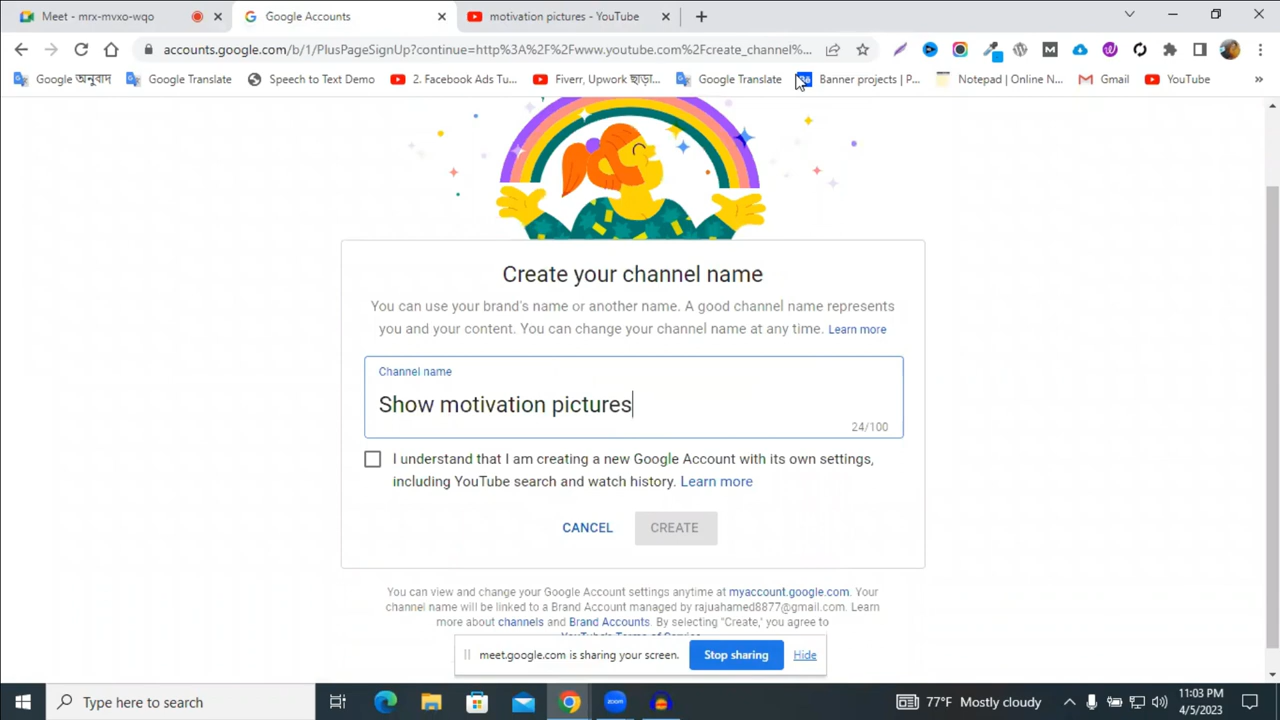 Meet - mrx-mvxo-wqo
Google Accounts
motivation pictures - YouTube
accounts.google.com/b/1/PlusPageSignUp?continue=http%3A%2F%2Fwww.youtube.com%2Fcreate_channel%...
Google অনুবাদ
Google Translate
Speech to Text Demo
2. Facebook Ads Tu...
Fiverr, Upwork ছাড়া...
Google Translate
Banner projects | P...
Notepad | Online N...
Gmail
YouTube
»
Create your channel name
You can use your brand's name or another name. A good channel name represents
you and your content. You can change your channel name at any time. Learn more
Channel name
Show motivation pictures
24/100
I understand that I am creating a new Google Account with its own settings,
including YouTube search and watch history. Learn more
CANCEL
CREATE
You can view and change your Google Account settings anytime at myaccount.google.com. Your
channel name will be linked to a Brand Account managed by rajuahamed8877@gmail.com. Learn
more about channels and Brand Accounts. By selecting "Create," you agree to
YouTube's Terms of Service
meet.google.com is sharing your screen.
Stop sharing
Hide
Type here to search
zoom
77°F Mostly cloudy
11:03 PM
4/5/2023